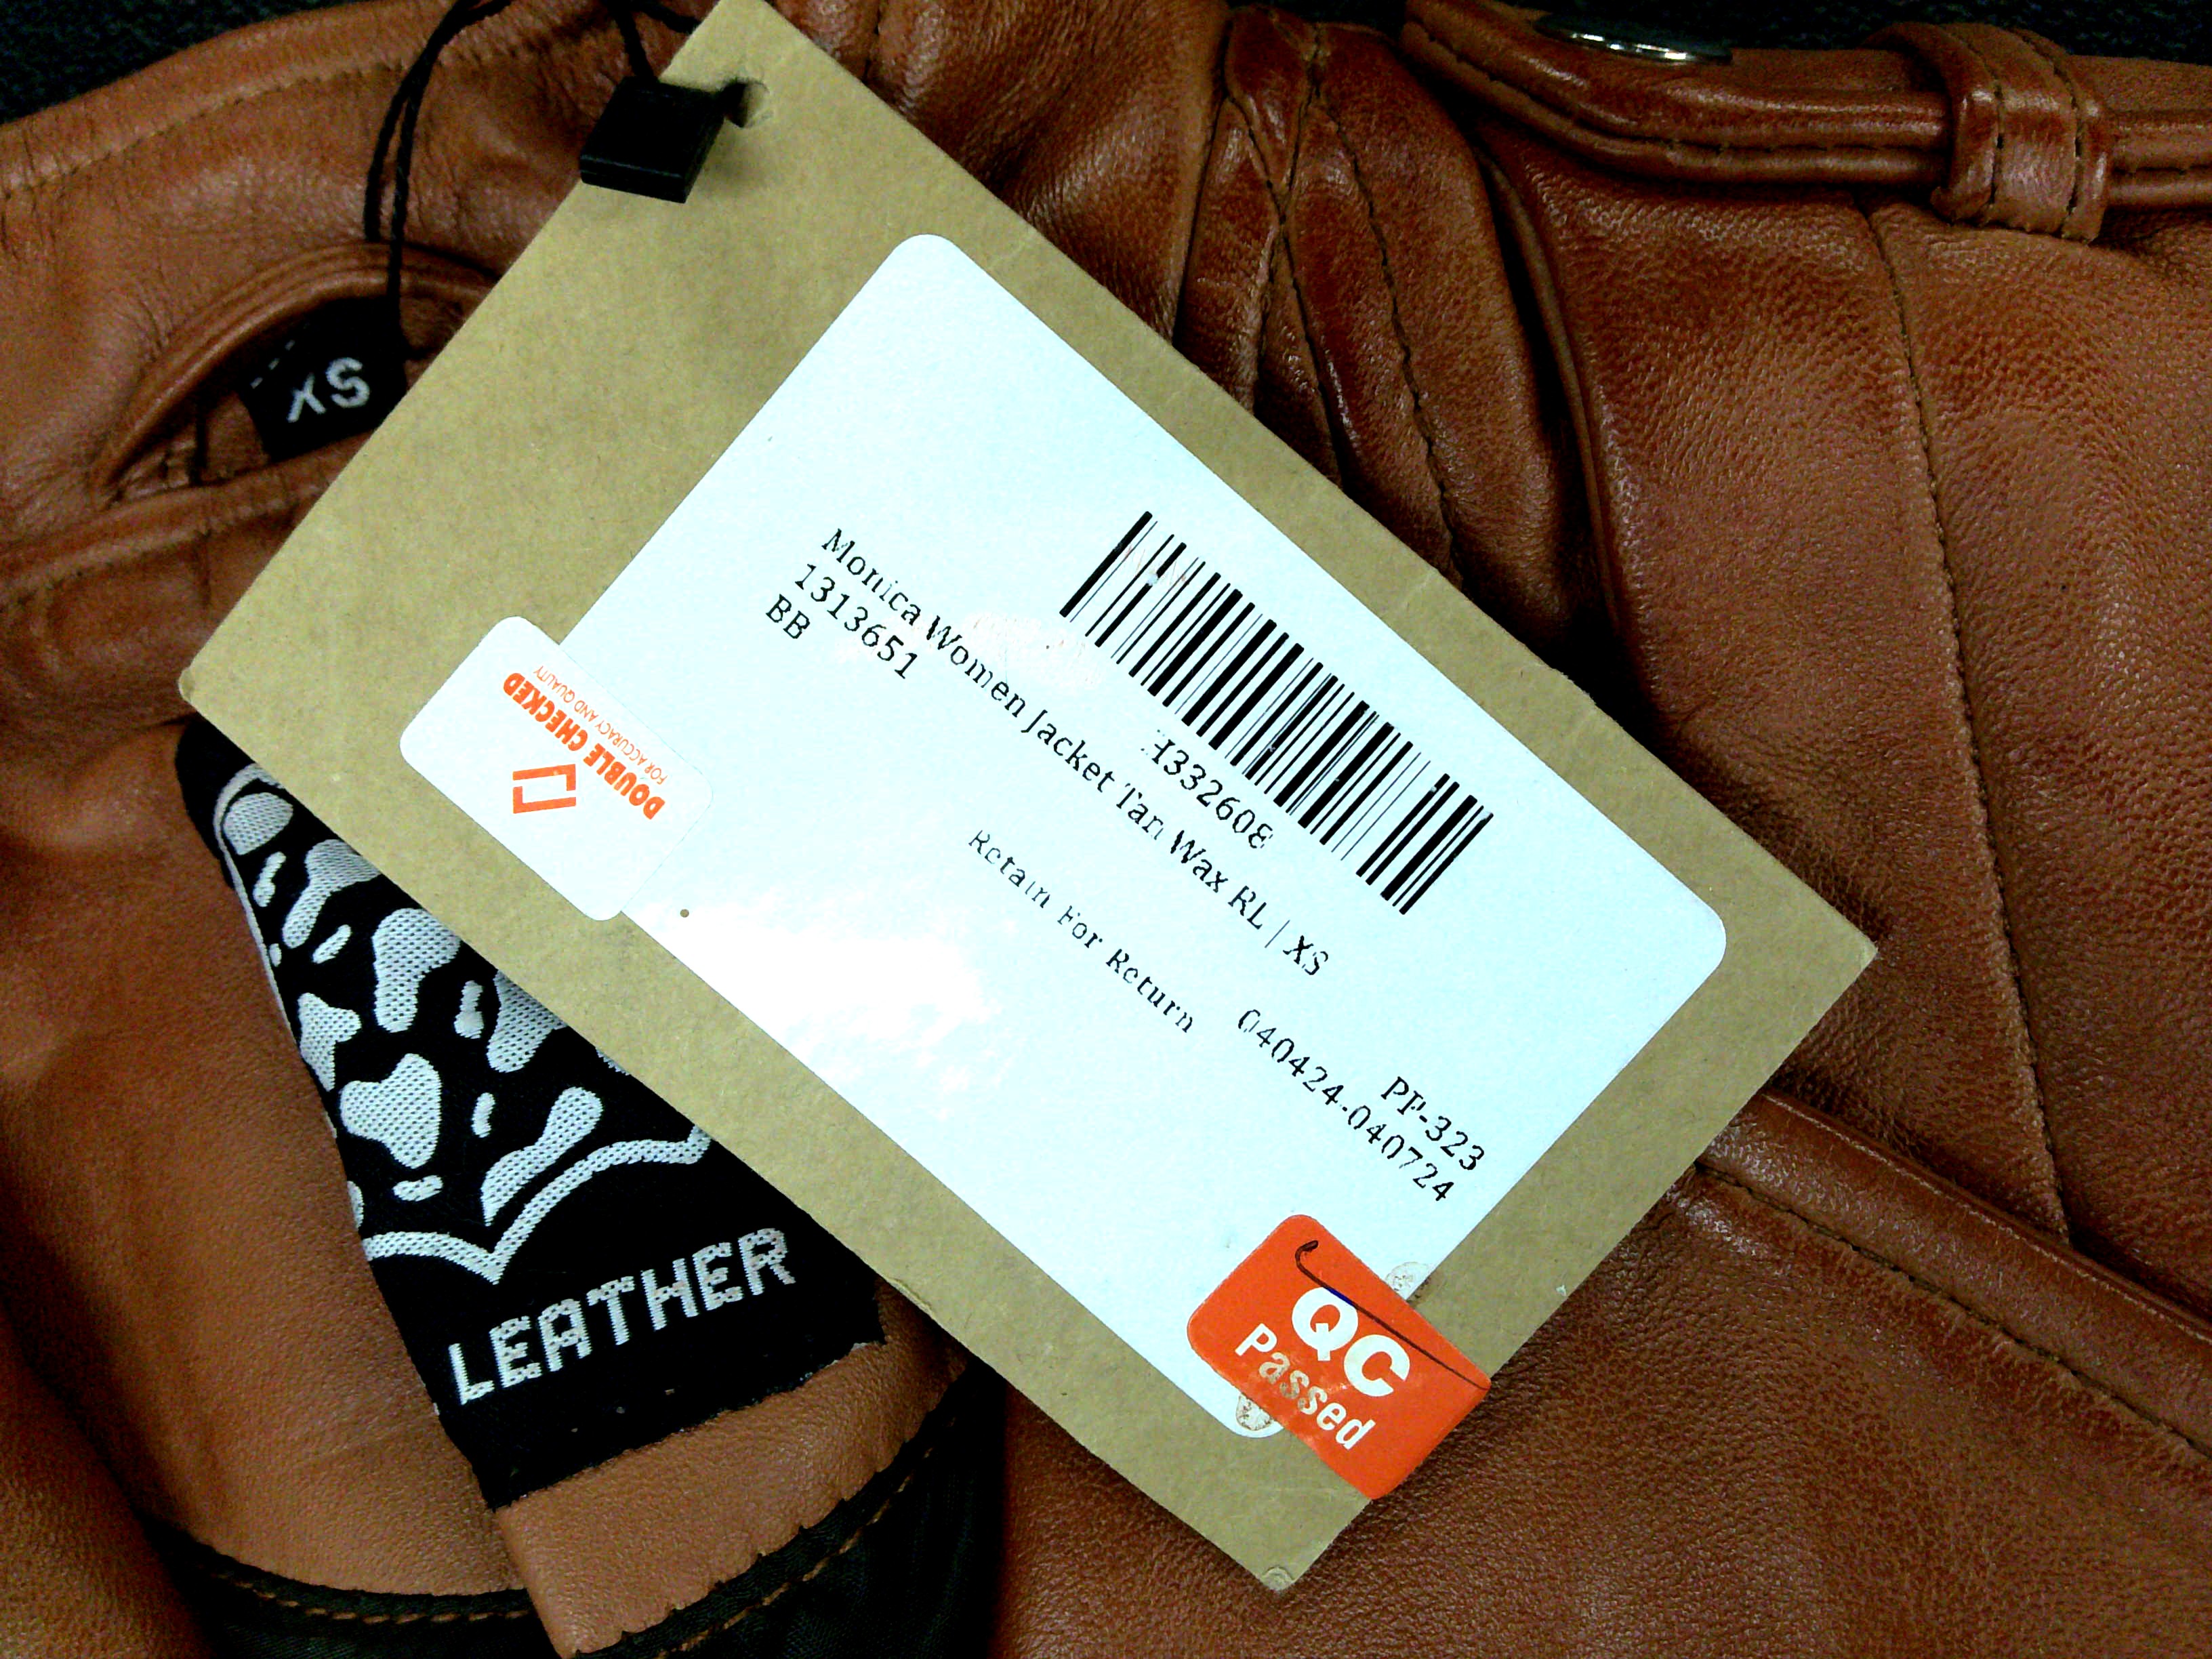 XS
H332608
Monica Women Jacket Tan Wax RL | XS
1313651
BB
Retain For Return
PP-323
040424-040724
DOUBLE CHECKED
FOR ACCURACY AND QUALITY
QC
Passed
LEATHER